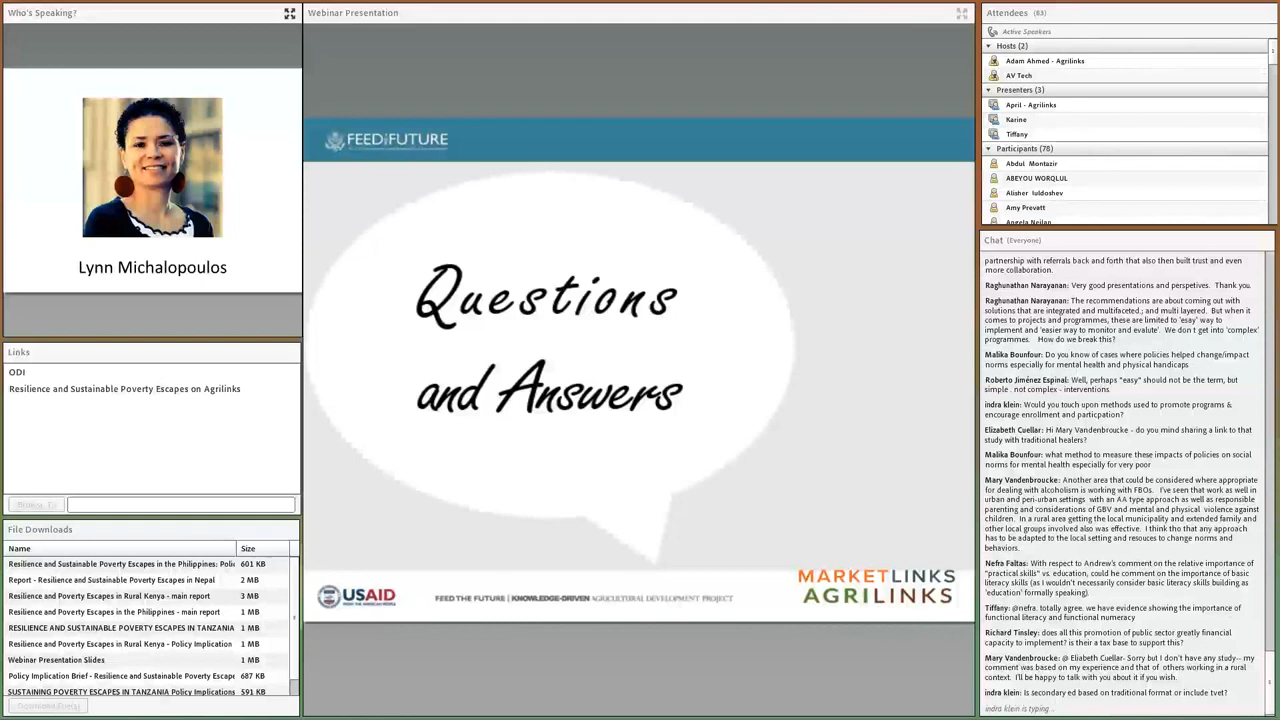 Who's Speaking?
Lynn Michalopoulos
Links
ODI
Resilience and Sustainable Poverty Escapes on Agrilinks
Browse To
File Downloads
Name Size
Resilience and Sustainable Poverty Escapes in the Philippines: Polic 601 KB
Report - Resilience and Sustainable Poverty Escapes in Nepal 2 MB
Resilience and Poverty Escapes in Rural Kenya - main report 3 MB
Resilience and Poverty Escapes in the Philippines - main report 1 MB
RESILIENCE AND SUSTAINABLE POVERTY ESCAPES IN TANZANIA 1 MB
Resilience and Poverty Escapes in Rural Kenya - Policy Implication 1 MB
Webinar Presentation Slides 1 MB
Policy Implication Brief - Resilience and Sustainable Poverty Escape 687 KB
SUSTAINING POVERTY ESCAPES IN TANZANIA Policy Implications 591 KB
Webinar Presentation
FEED FUTURE
Questions
and Answers
USAID
FEED THE FUTURE | KNOWLEDGE-DRIVEN AGRICULTURAL DEVELOPMENT PROJECT
MARKETLINKS
AGRILINKS
Attendees (83)
Active Speakers
Hosts (2)
Adam Ahmed - Agrilinks
AV Tech
Presenters (3)
April - Agrilinks
Karine
Tiffany
Participants (78)
Abdul Montazir
ABEYOU WORQLUL
Alisher Iuldoshev
Amy Prevatt
Angela Neilan
Chat (Everyone)
partnership with referrals back and forth that also then built trust and even
more collaboration.
Raghunathan Narayanan: Very good presentations and perspetives. Thank you.
Raghunathan Narayanan: The recommendations are about coming out with
solutions that are integrated and multifaceted.; and multi layered. But when it
comes to projects and programmes, these are limited to 'esay' way to
implement and 'easier way to monitor and evalute'. We don t get into 'complex'
programmes. How do we break this?
Malika Bounfour: Do you know of cases where policies helped change/impact
norms especially for mental health and physical handicaps
Roberto Jiménez Espinal: Well, perhaps "easy" should not be the term, but
simple . not complex - interventions.
indra klein: Would you touch upon methods used to promote programs &
encourage enrollment and particpation?
Elizabeth Cuellar: Hi Mary Vandenbroucke - do you mind sharing a link to that
study with traditional healers?
Malika Bounfour: what method to measure these impacts of policies on social
norms for mental health especially for very poor
Mary Vandenbroucke: Another area that could be considered where appropriate
for dealing with alcoholism is working with FBOs. I've seen that work as well in
urban and peri-urban settings with an AA type approach as well as responsible
parenting and considerations of GBV and mental and physical violence against
children. In a rural area getting the local municipality and extended family and
other local groups involved also was effective. I think tho that any approach
has to be adapted to the local setting and resouces to change norms and
behaviors.
Nefra Faltas: With respect to Andrew's comment on the relative importance of
"practical skills" vs. education, could be comment on the importance of basic
literacy skills (as I wouldn't necessarily consider basic literacy skills building as
'education' formally speaking).
Tiffany: @nefra. totally agree. we have evidence showing the importance of
functional literacy and functional numeracy
Richard Tinsley: does all this promotion of public sector greatly financial
capacity to implement? is their a tax base to support this?
Mary Vandenbroucke: @ Eliabeth Cuellar- Sorry but I don't have any study-- my
comment was based on my experience and that of others working in a rural
context. I'll be happy to talk with you about it if you wish.
indra klein: Is secondary ed based on traditional format or include tvet?
indra klein is typing...